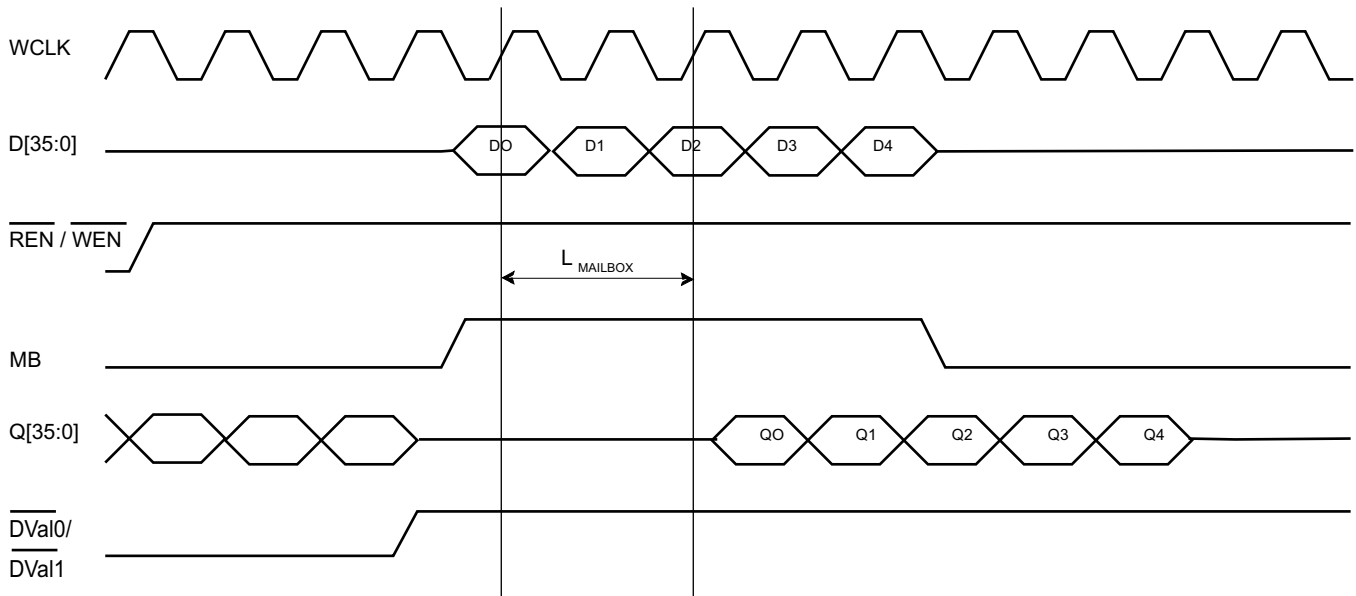 WCLK
D[35:0]
DO D1 D2 D3 D4
REN / WEN
L MAILBOX
MB
Q[35:0]
QO Q1 Q2 Q3 Q4
DVal0/
DVal1